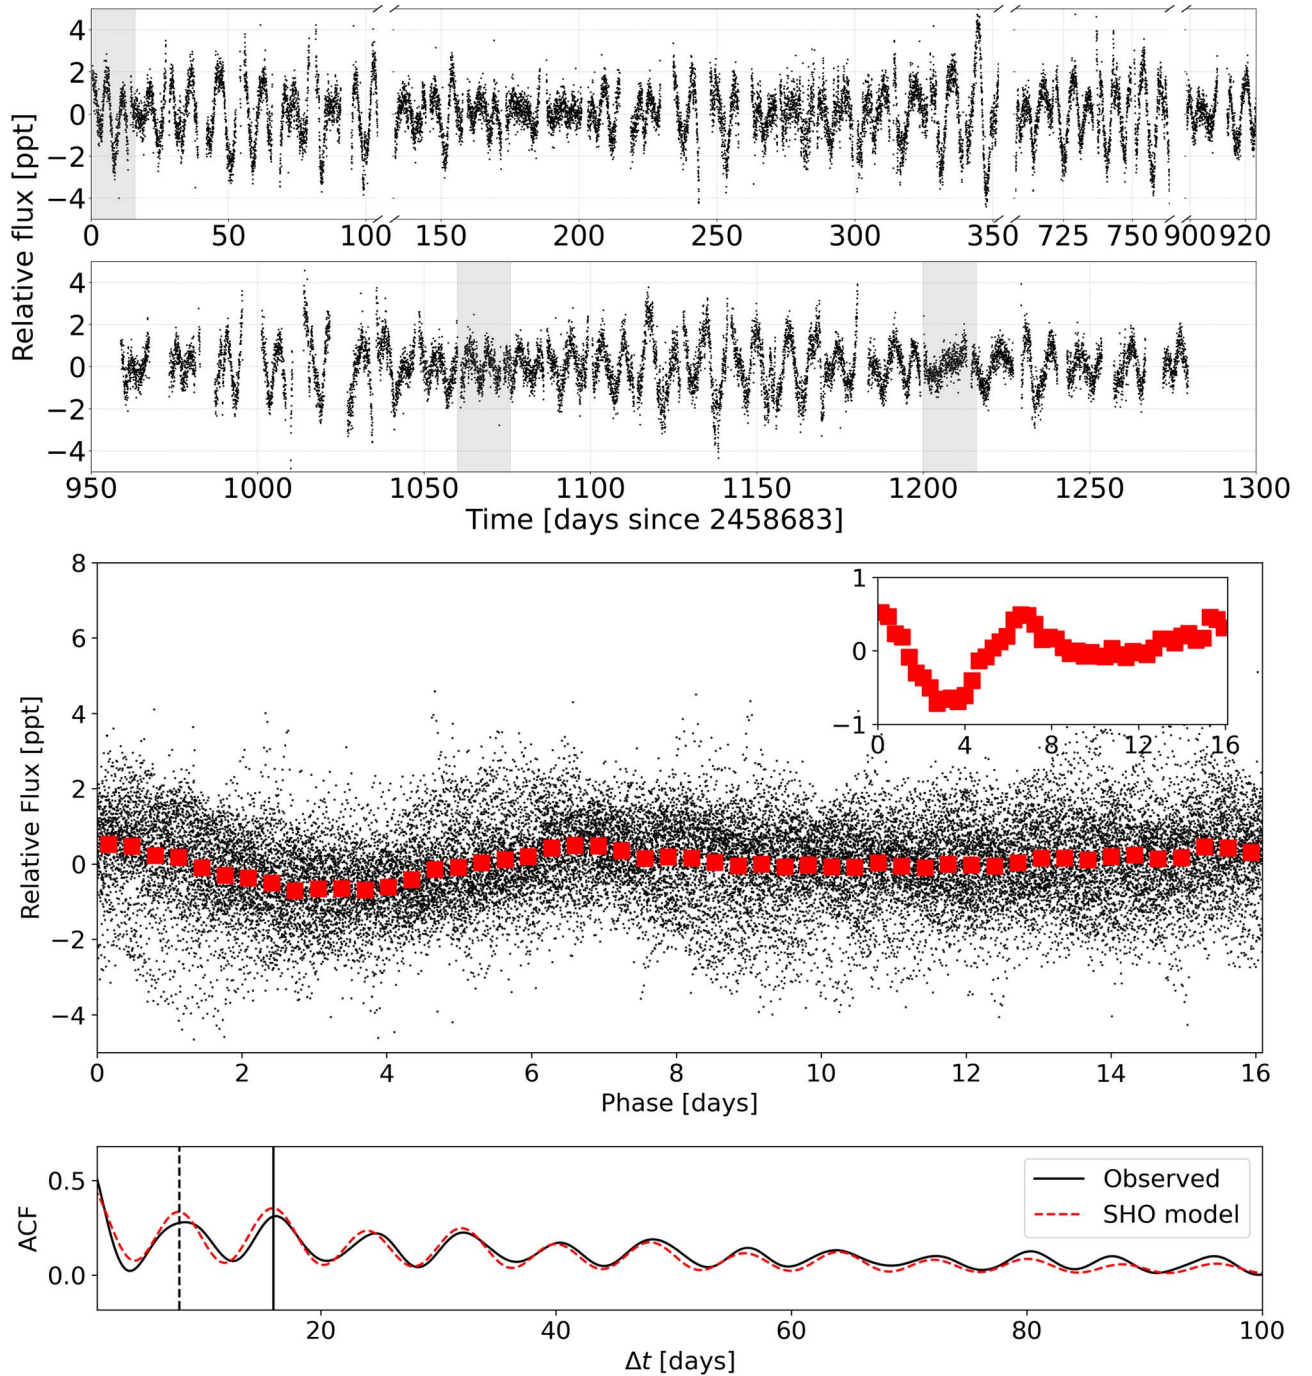 Relative flux [ppt]
4
2
0
−2
−4
0 50 100 150 200 250 300 350 725 750 900 920
4
2
0
−2
−4
950 1000 1050 1100 1150 1200 1250 1300
Time [days since 2458683]
Relative Flux [ppt]
8
6
4
2
0
−2
−4
1
0
−1
0 4 8 12 16
0 2 4 6 8 10 12 14 16
Phase [days]
ACF
0.5
0.0
Observed
SHO model
20 40 60 80 100
Δt [days]